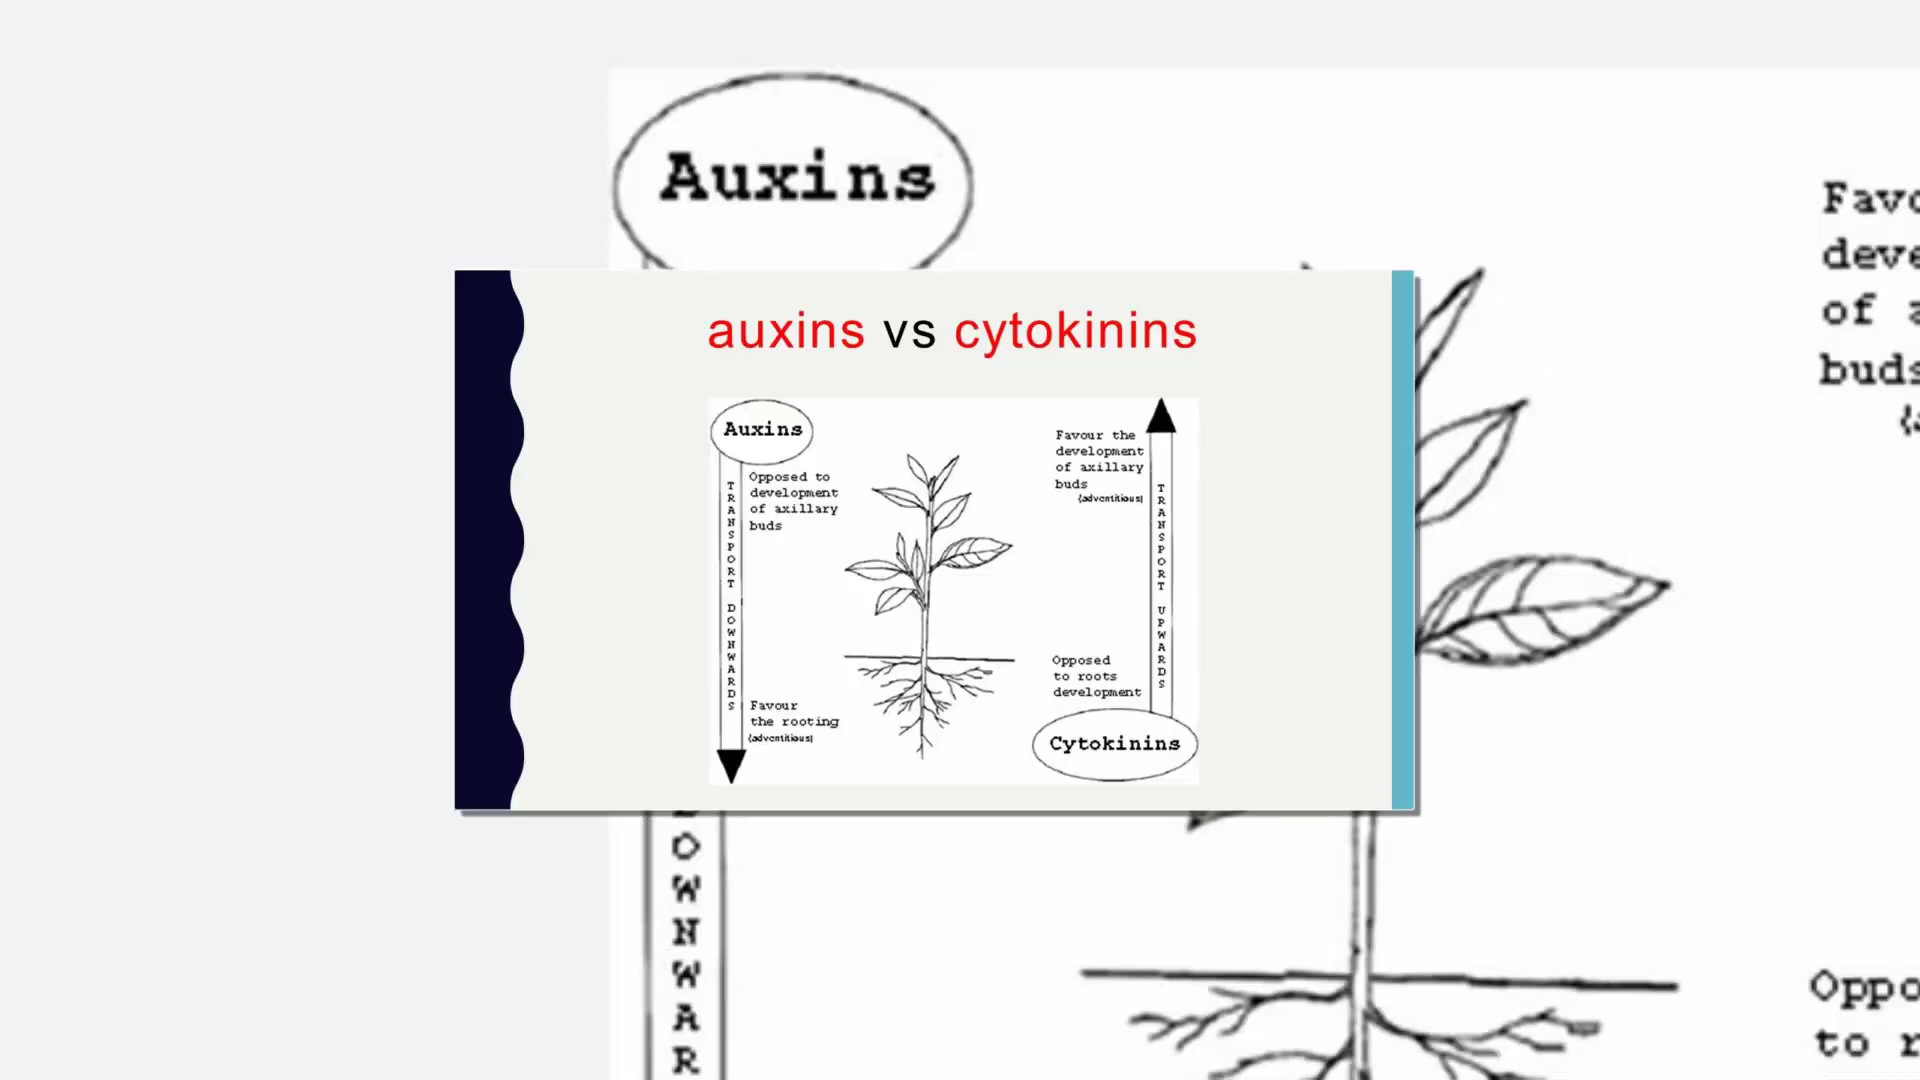 Auxins
Favo
deve
of a
buds
auxins vs cytokinins
Auxins
TRANSPORT DOWNWARDS
Opposed to
development
of axillary
buds
Favour
the rooting
(adventitious)
Favour the
development
of axillary
buds
(adventitious)
TRANSPORT UPWARDS
Opposed
to roots
development
Cytokinins
OWNWAR
Oppo
to r